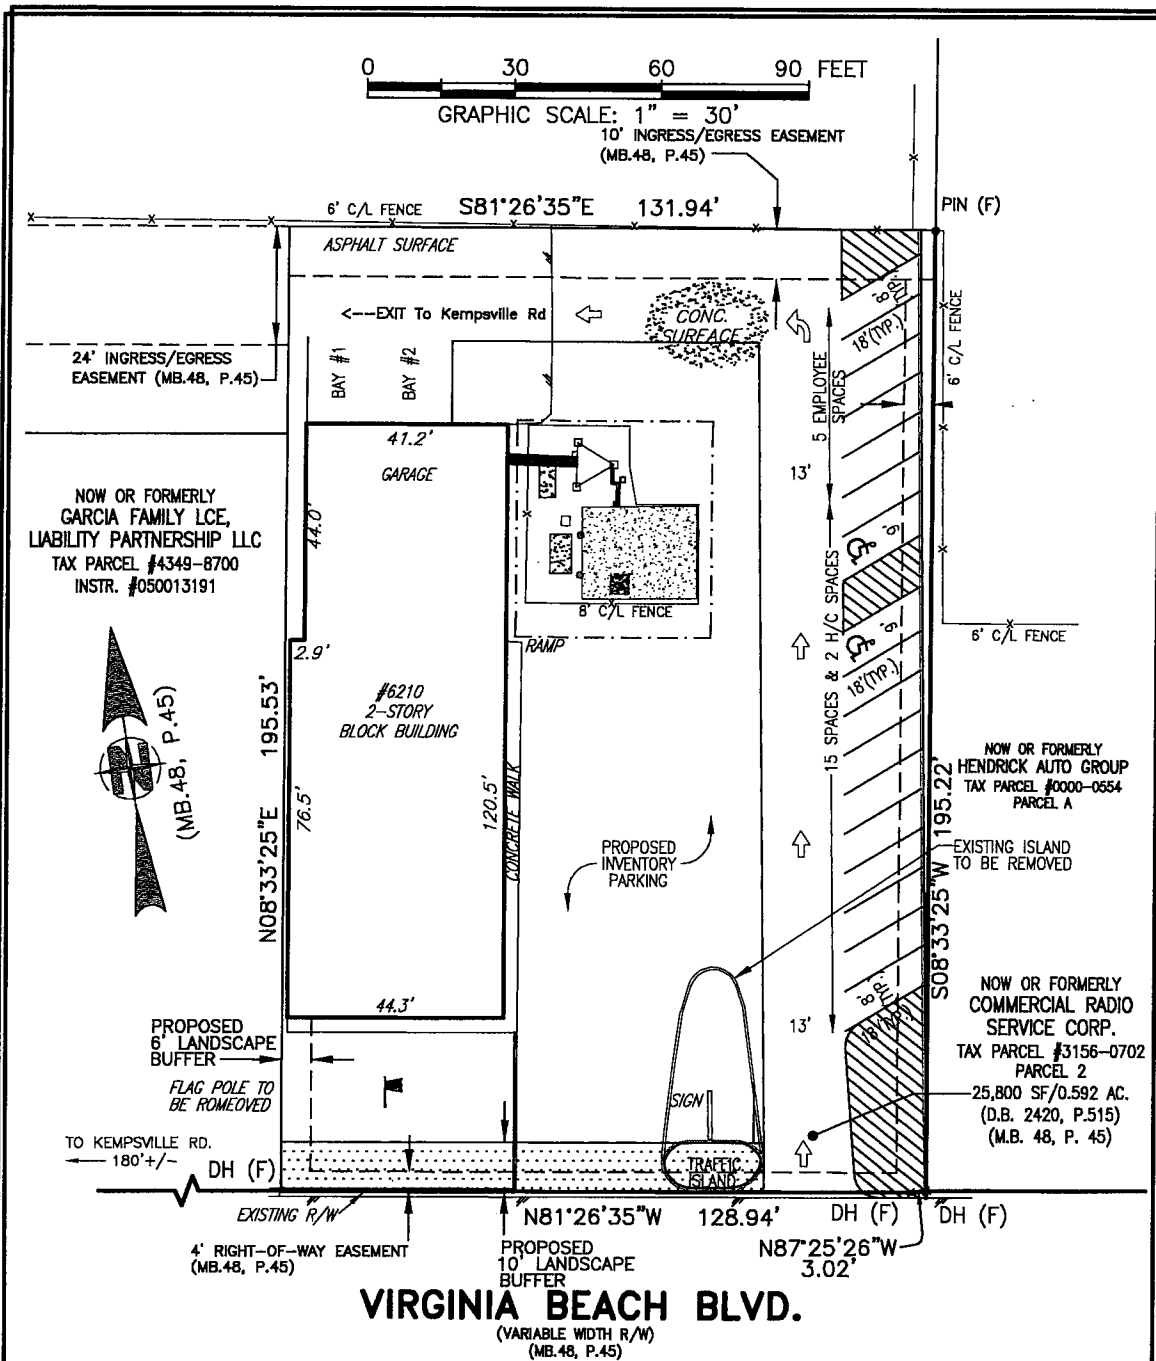 0 30 60 90 FEET
GRAPHIC SCALE: 1" = 30'
10' INGRESS/EGRESS EASEMENT
(MB.48, P.45)
6' C/L FENCE
S81°26'35"E 131.94'
PIN (F)
ASPHALT SURFACE
<---EXIT To Kempsville Rd
CONC.
SURFACE
8'
TYP.
18'(TYP.)
6' C/L FENCE
24' INGRESS/EGRESS
EASEMENT (MB.48, P.45)
BAY #1
BAY #2
5 EMPLOYEE
SPACES
41.2'
GARAGE
13'
NOW OR FORMERLY
GARCIA FAMILY LCE,
LIABILITY PARTNERSHIP LLC
TAX PARCEL #4349-8700
INSTR. #050013191
44.0'
6'
8' C/L FENCE
15 SPACES & 2 H/C SPACES
6'
6' C/L FENCE
RAMP
2.9'
18'(TYP.)
#6210
2-STORY
BLOCK BUILDING
N
(MB.48, P.45)
N08°33'25"E 195.53'
76.5'
120.5'
CONCRETE WALK
NOW OR FORMERLY
HENDRICK AUTO GROUP
TAX PARCEL #0000-0554
PARCEL A
S08°33'25"W 195.22'
PROPOSED
INVENTORY
PARKING
EXISTING ISLAND
TO BE REMOVED
44.3'
8'
TYP.
18'(TYP.)
13'
NOW OR FORMERLY
COMMERCIAL RADIO
SERVICE CORP.
TAX PARCEL #3156-0702
PARCEL 2
25,800 SF/0.592 AC.
(D.B. 2420, P.515)
(M.B. 48, P. 45)
PROPOSED
6' LANDSCAPE
BUFFER
FLAG POLE TO
BE ROMEOVED
SIGN
TO KEMPSVILLE RD.
180'+/-
DH (F)
TRAFFIC
ISLAND
EXISTING R/W
N81°26'35"W 128.94'
DH (F)
DH (F)
4' RIGHT-OF-WAY EASEMENT
(MB.48, P.45)
PROPOSED
10' LANDSCAPE
BUFFER
N87°25'26"W
3.02'
VIRGINIA BEACH BLVD.
(VARIABLE WIDTH R/W)
(MB.48, P.45)